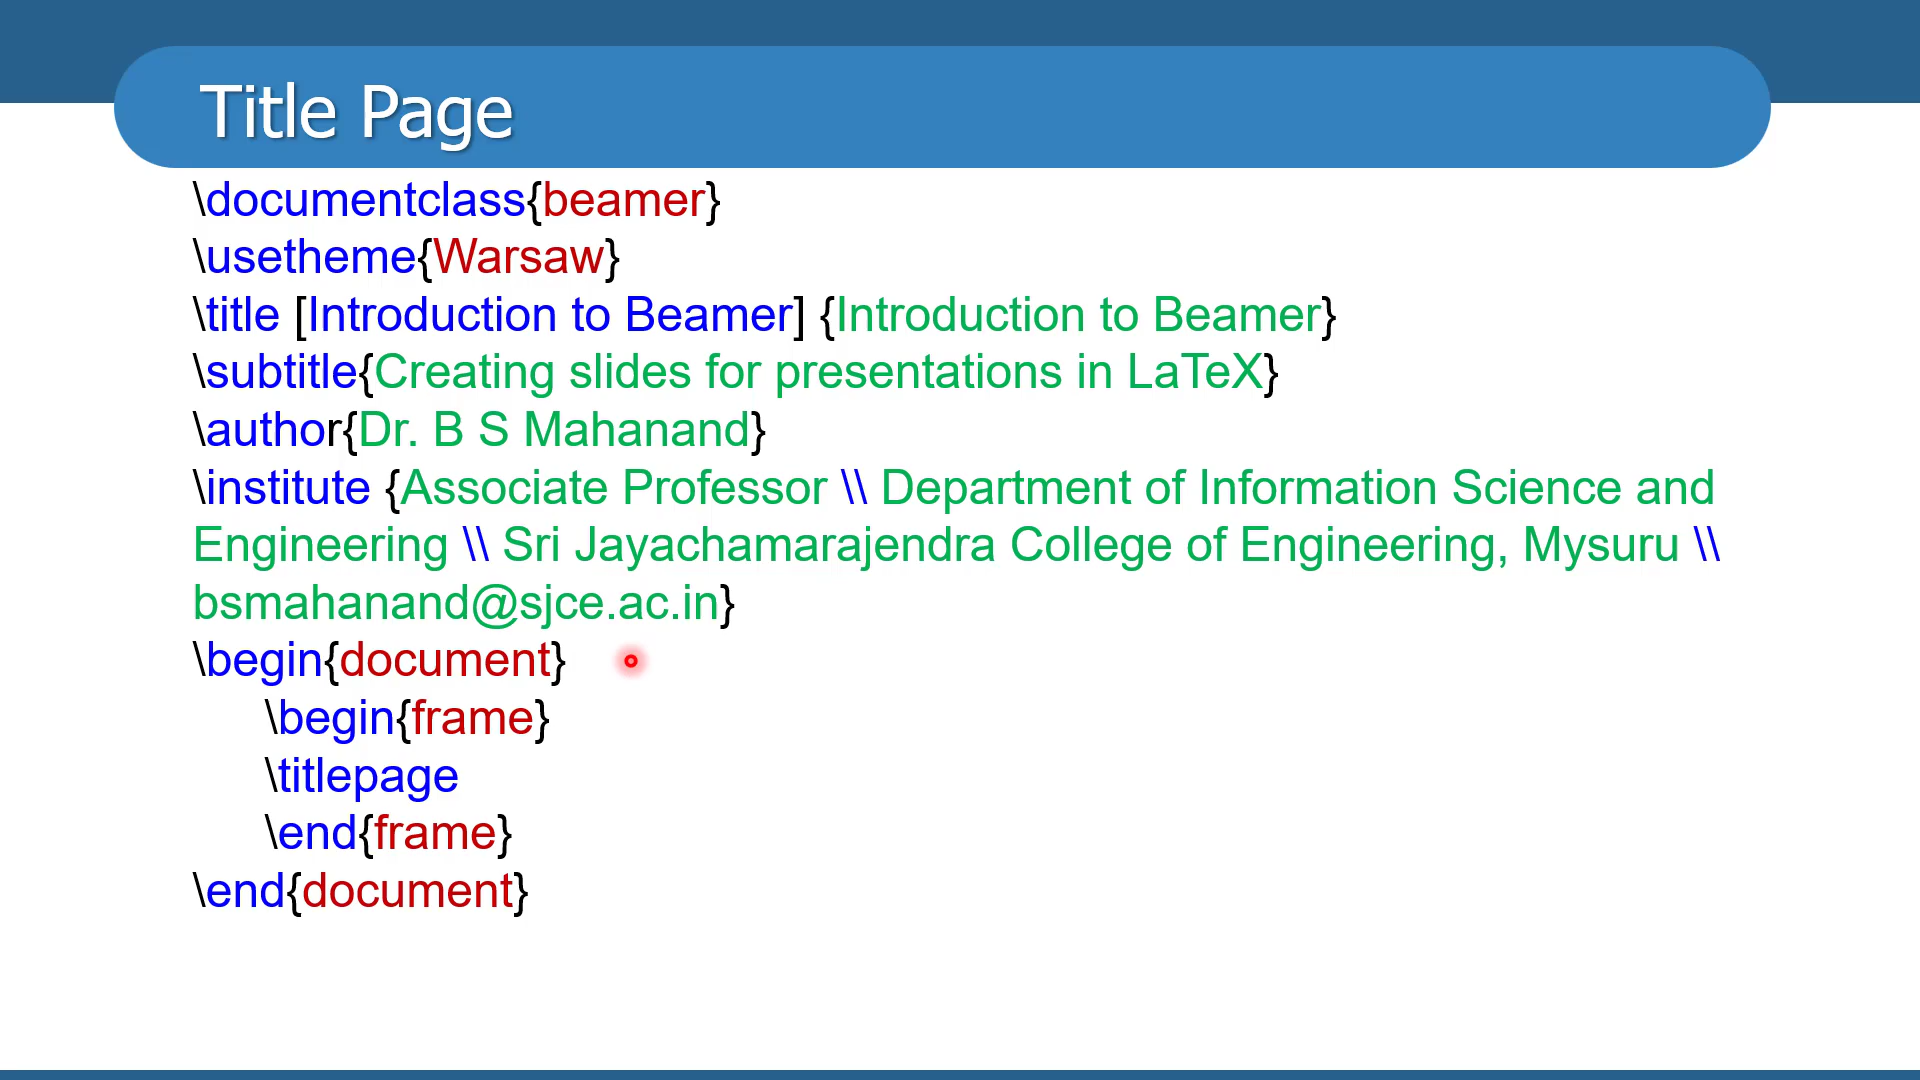 Title Page
\documentclass{beamer}
\usetheme{Warsaw}
\title [Introduction to Beamer] {Introduction to Beamer}
\subtitle{Creating slides for presentations in LaTeX}
\author{Dr. B S Mahanand}
\institute {Associate Professor \\ Department of Information Science and
Engineering \\ Sri Jayachamarajendra College of Engineering, Mysuru \\
bsmahanand@sjce.ac.in}
\begin{document}
\begin{frame}
\titlepage
\end{frame}
\end{document}